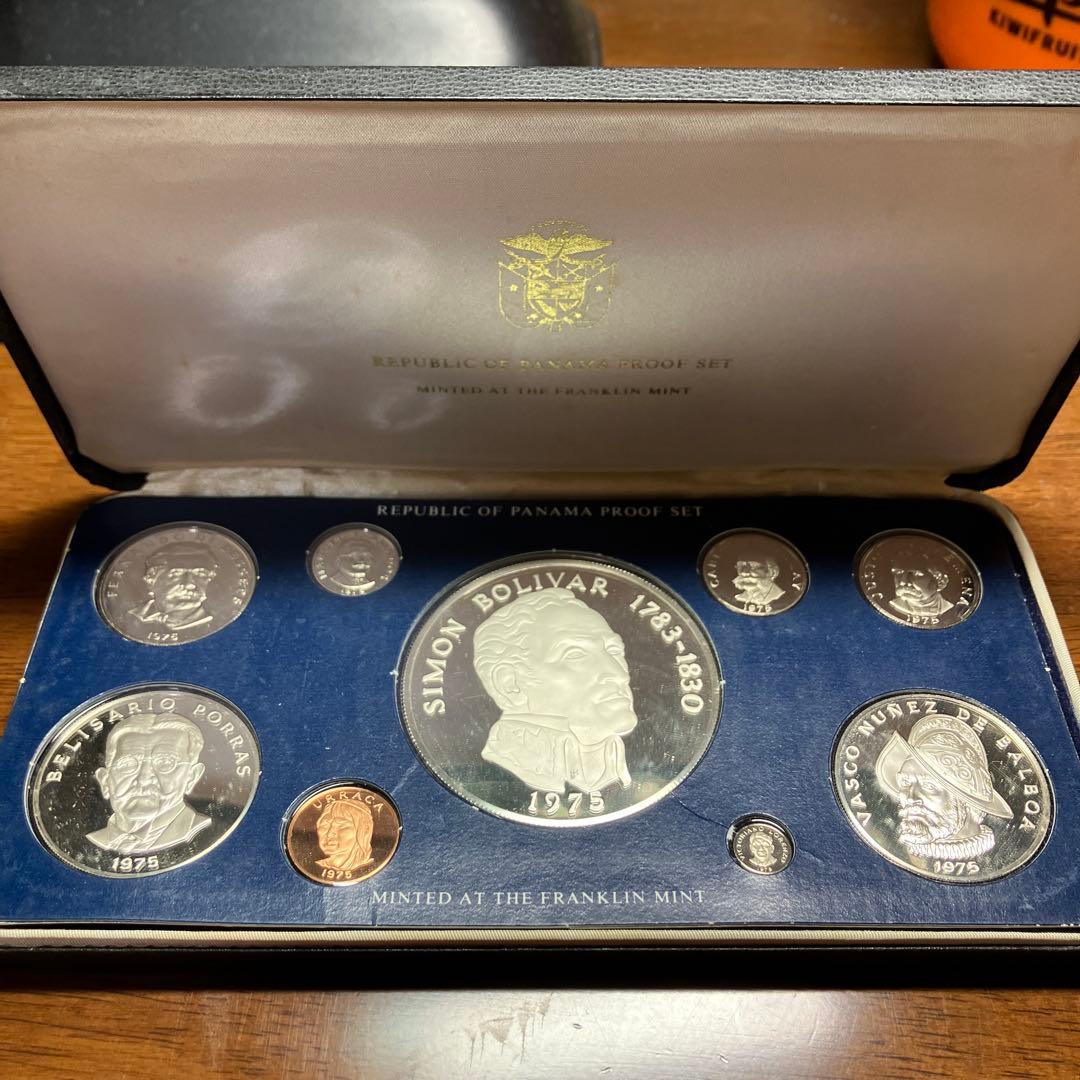 KIWIFRUI
REPUBLIC OF PANAMA PROOF SET
MINTED AT THE FRANKLIN MINT
REPUBLIC OF PANAMA PROOF SET
1975
1975
1975
SIMON BOLIVAR 1783-1830
1975
BELISARIO PORRAS
1975
URRACA
1975
VASCO NUÑEZ DE BALBOA
1975
MINTED AT THE FRANKLIN MINT